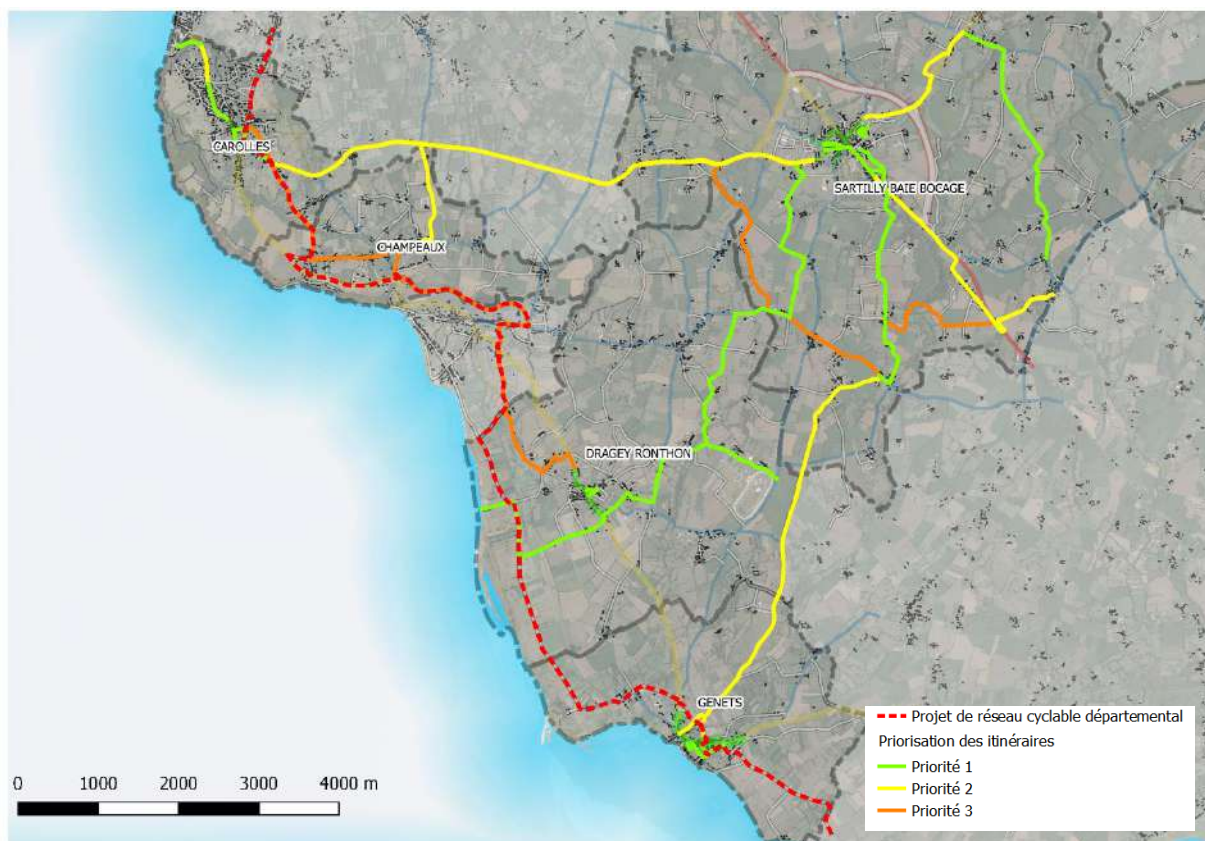 CAROLLES
SARTILLY BAIE BOCAGE
CHAMPEAUX
DRAGEY RONTHON
GENETS
Projet de réseau cyclable départemental
Priorisation des itinéraires
Priorité 1
Priorité 2
Priorité 3
0 1000 2000 3000 4000 m